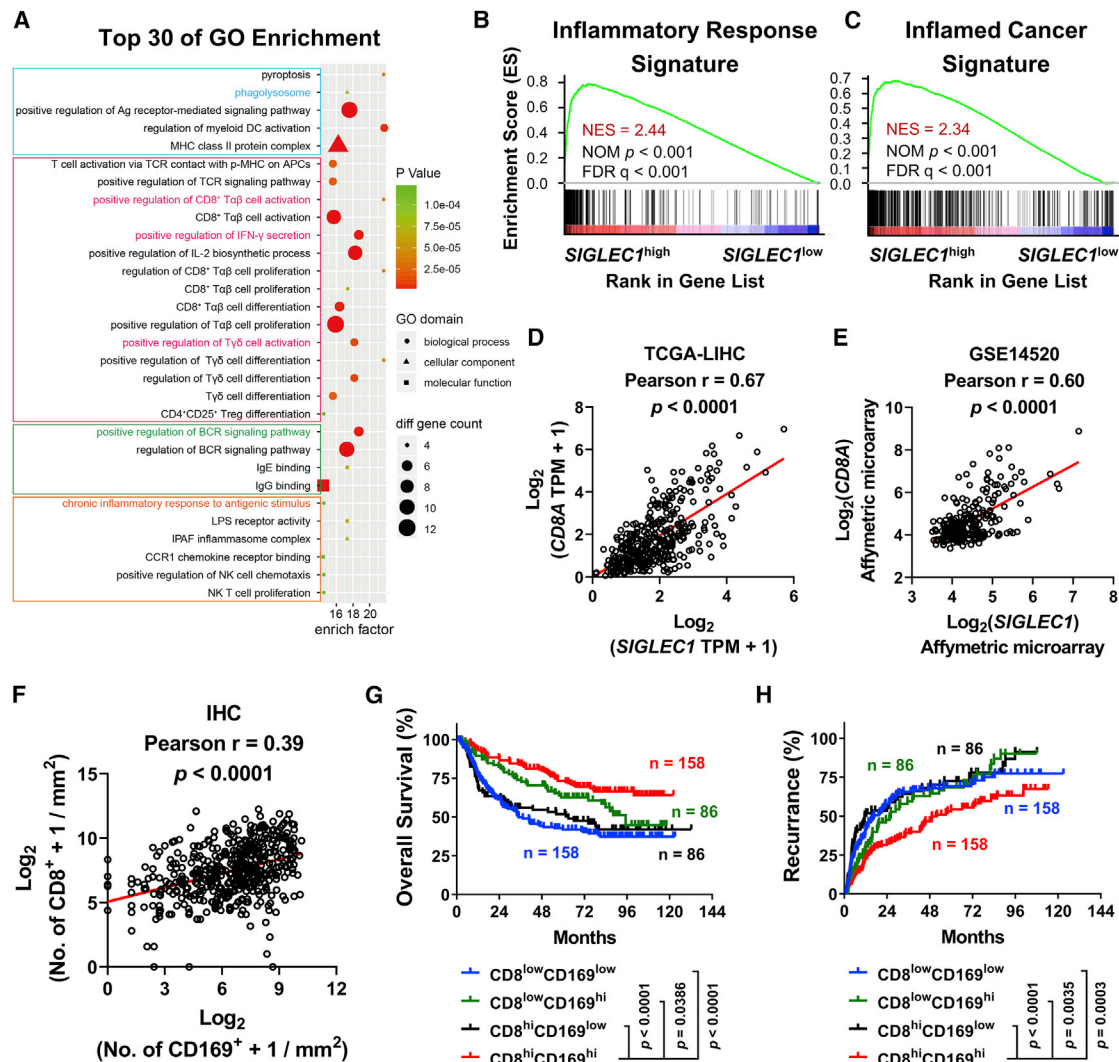 A
Top 30 of GO Enrichment
pyroptosis
phagolysosome
positive regulation of Ag receptor-mediated signaling pathway
regulation of myeloid DC activation
MHC class II protein complex
T cell activation via TCR contact with p-MHC on APCs
positive regulation of TCR signaling pathway
positive regulation of CD8⁺ Tαβ cell activation
CD8⁺ Tαβ cell activation
positive regulation of IFN-γ secretion
positive regulation of IL-2 biosynthetic process
regulation of CD8⁺ Tαβ cell proliferation
CD8⁺ Tαβ cell proliferation
CD8⁺ Tαβ cell differentiation
positive regulation of Tαβ cell proliferation
positive regulation of Tγδ cell activation
positive regulation of Tγδ cell differentiation
regulation of Tγδ cell differentiation
Tγδ cell differentiation
CD4⁺CD25⁺ Treg differentiation
positive regulation of BCR signaling pathway
regulation of BCR signaling pathway
IgE binding
IgG binding
chronic inflammatory response to antigenic stimulus
LPS receptor activity
IPAF inflammasome complex
CCR1 chemokine receptor binding
positive regulation of NK cell chemotaxis
NK T cell proliferation
16 18 20
enrich factor
P Value
1.0e-04
7.5e-05
5.0e-05
2.5e-05
GO domain
biological process
cellular component
molecular function
diff gene count
4
6
8
10
12
B
Inflammatory Response
Signature
Enrichment Score (ES)
0.8
0.6
0.4
0.2
0.0
NES = 2.44
NOM p < 0.001
FDR q < 0.001
SIGLEC1high
SIGLEC1low
Rank in Gene List
C
Inflamed Cancer
Signature
0.7
0.6
0.5
0.4
0.3
0.2
0.1
0.0
NES = 2.34
NOM p < 0.001
FDR q < 0.001
SIGLEC1high
SIGLEC1low
Rank in Gene List
D
TCGA-LIHC
Pearson r = 0.67
p < 0.0001
Log₂
(CD8A TPM + 1)
8
6
4
2
0
0 2 4 6
Log₂
(SIGLEC1 TPM + 1)
E
GSE14520
Pearson r = 0.60
p < 0.0001
Log₂(CD8A)
Affymetric microarray
10
8
6
4
2
3 4 5 6 7 8
Log₂(SIGLEC1)
Affymetric microarray
F
IHC
Pearson r = 0.39
p < 0.0001
Log₂
(No. of CD8⁺ + 1 / mm²)
15
10
5
0
0 3 6 9 12
Log₂
(No. of CD169⁺ + 1 / mm²)
G
Overall Survival (%)
100
75
50
25
0
n = 158
n = 86
n = 158
n = 86
0 24 48 72 96 120 144
Months
CD8lowCD169low
CD8lowCD169hi
CD8hiCD169low
CD8hiCD169hi
p < 0.0001
p = 0.0386
p < 0.0001
H
Recurrance (%)
100
75
50
25
0
n = 86
n = 86
n = 158
n = 158
0 24 48 72 96 120 144
Months
CD8lowCD169low
CD8lowCD169hi
CD8hiCD169low
CD8hiCD169hi
p < 0.0001
p = 0.0035
p = 0.0003